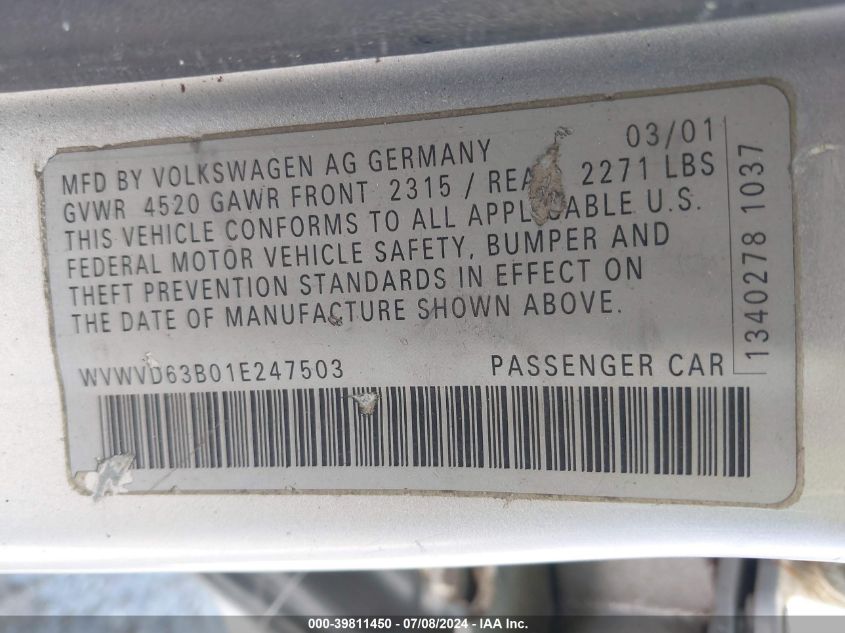 MFD BY VOLKSWAGEN AG GERMANY 03/01
GVWR 4520 GAWR FRONT 2315 / REA 2271 LBS
THIS VEHICLE CONFORMS TO ALL APPLICABLE U.S.
FEDERAL MOTOR VEHICLE SAFETY, BUMPER AND
THEFT PREVENTION STANDARDS IN EFFECT ON
THE DATE OF MANUFACTURE SHOWN ABOVE.
WVWVD63B01E247503 PASSENGER CAR
1340278 1037
000-39811450 - 07/08/2024 - IAA Inc.